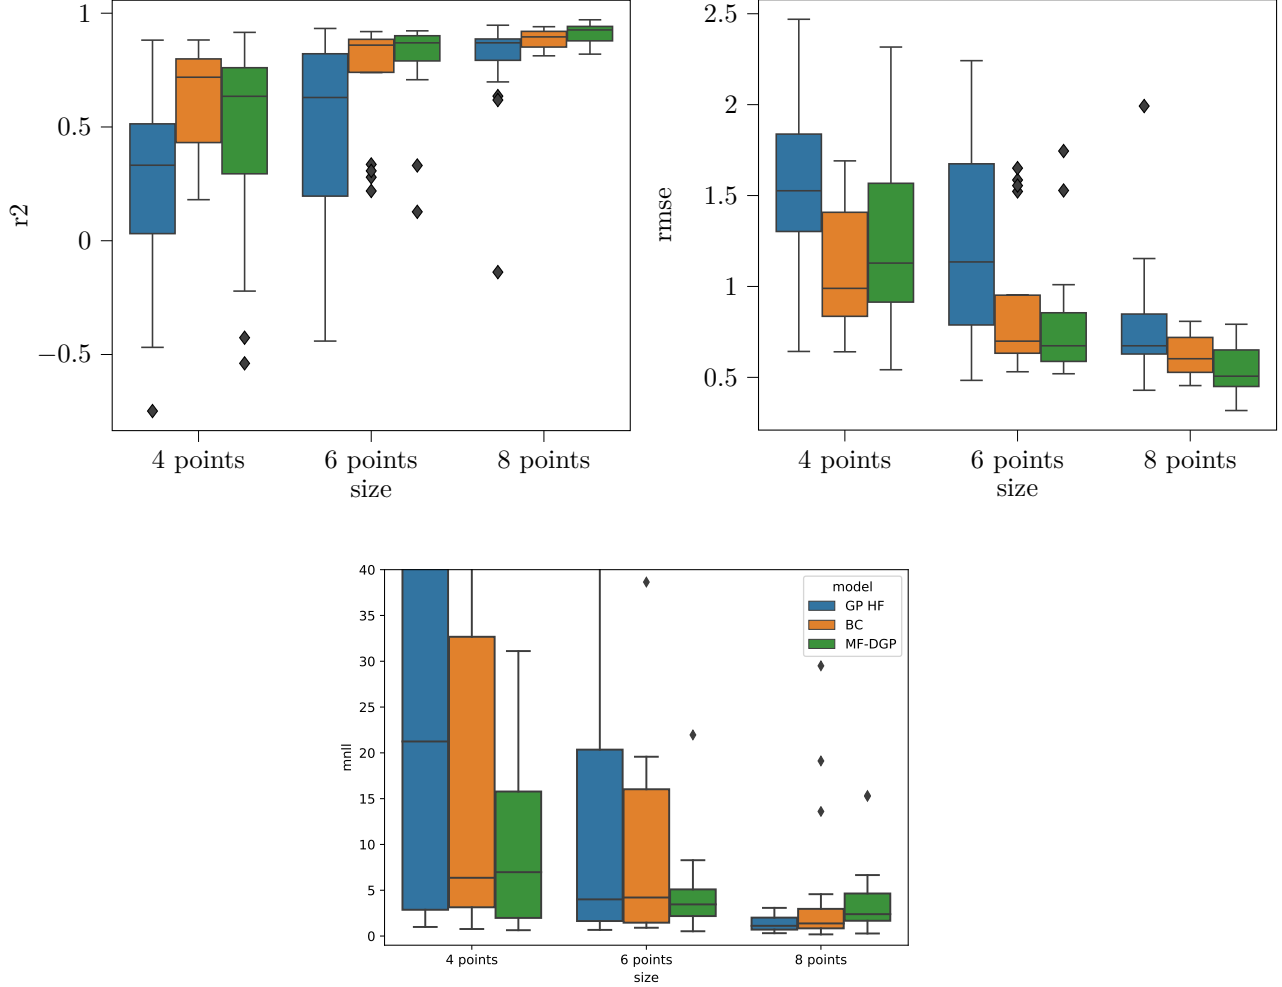 1
0.5
0
−0.5
r2
4 points
6 points
8 points
size
2.5
2
1.5
1
0.5
rmse
4 points
6 points
8 points
size
40
35
30
25
20
15
10
5
0
mnll
model
GP HF
BC
MF-DGP
4 points
6 points
8 points
size